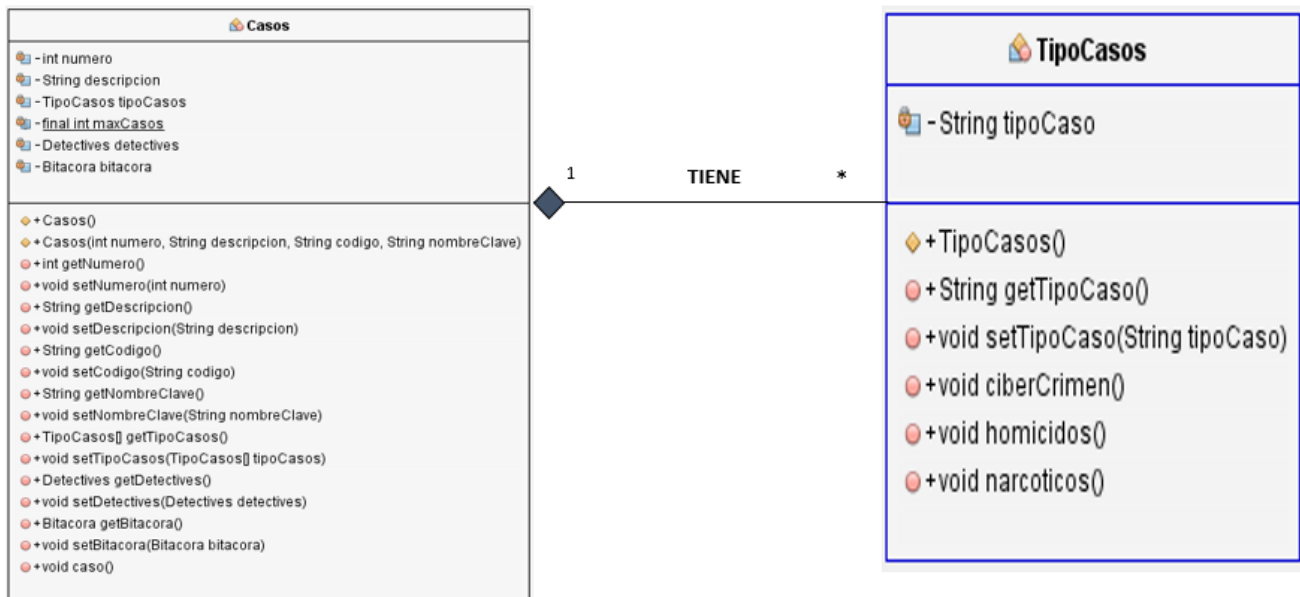 Casos
- int numero
- String descripcion
- TipoCasos tipoCasos
- final int maxCasos
- Detectives detectives
- Bitacora bitacora
+ Casos()
+ Casos(int numero, String descripcion, String codigo, String nombreClave)
+ int getNumero()
+ void setNumero(int numero)
+ String getDescripcion()
+ void setDescripcion(String descripcion)
+ String getCodigo()
+ void setCodigo(String codigo)
+ String getNombreClave()
+ void setNombreClave(String nombreClave)
+ TipoCasos[] getTipoCasos()
+ void setTipoCasos(TipoCasos[] tipoCasos)
+ Detectives getDetectives()
+ void setDetectives(Detectives detectives)
+ Bitacora getBitacora()
+ void setBitacora(Bitacora bitacora)
+ void caso()
1 TIENE *
TipoCasos
- String tipoCaso
+ TipoCasos()
+ String getTipoCaso()
+ void setTipoCaso(String tipoCaso)
+ void ciberCrimen()
+ void homicidos()
+ void narcoticos()